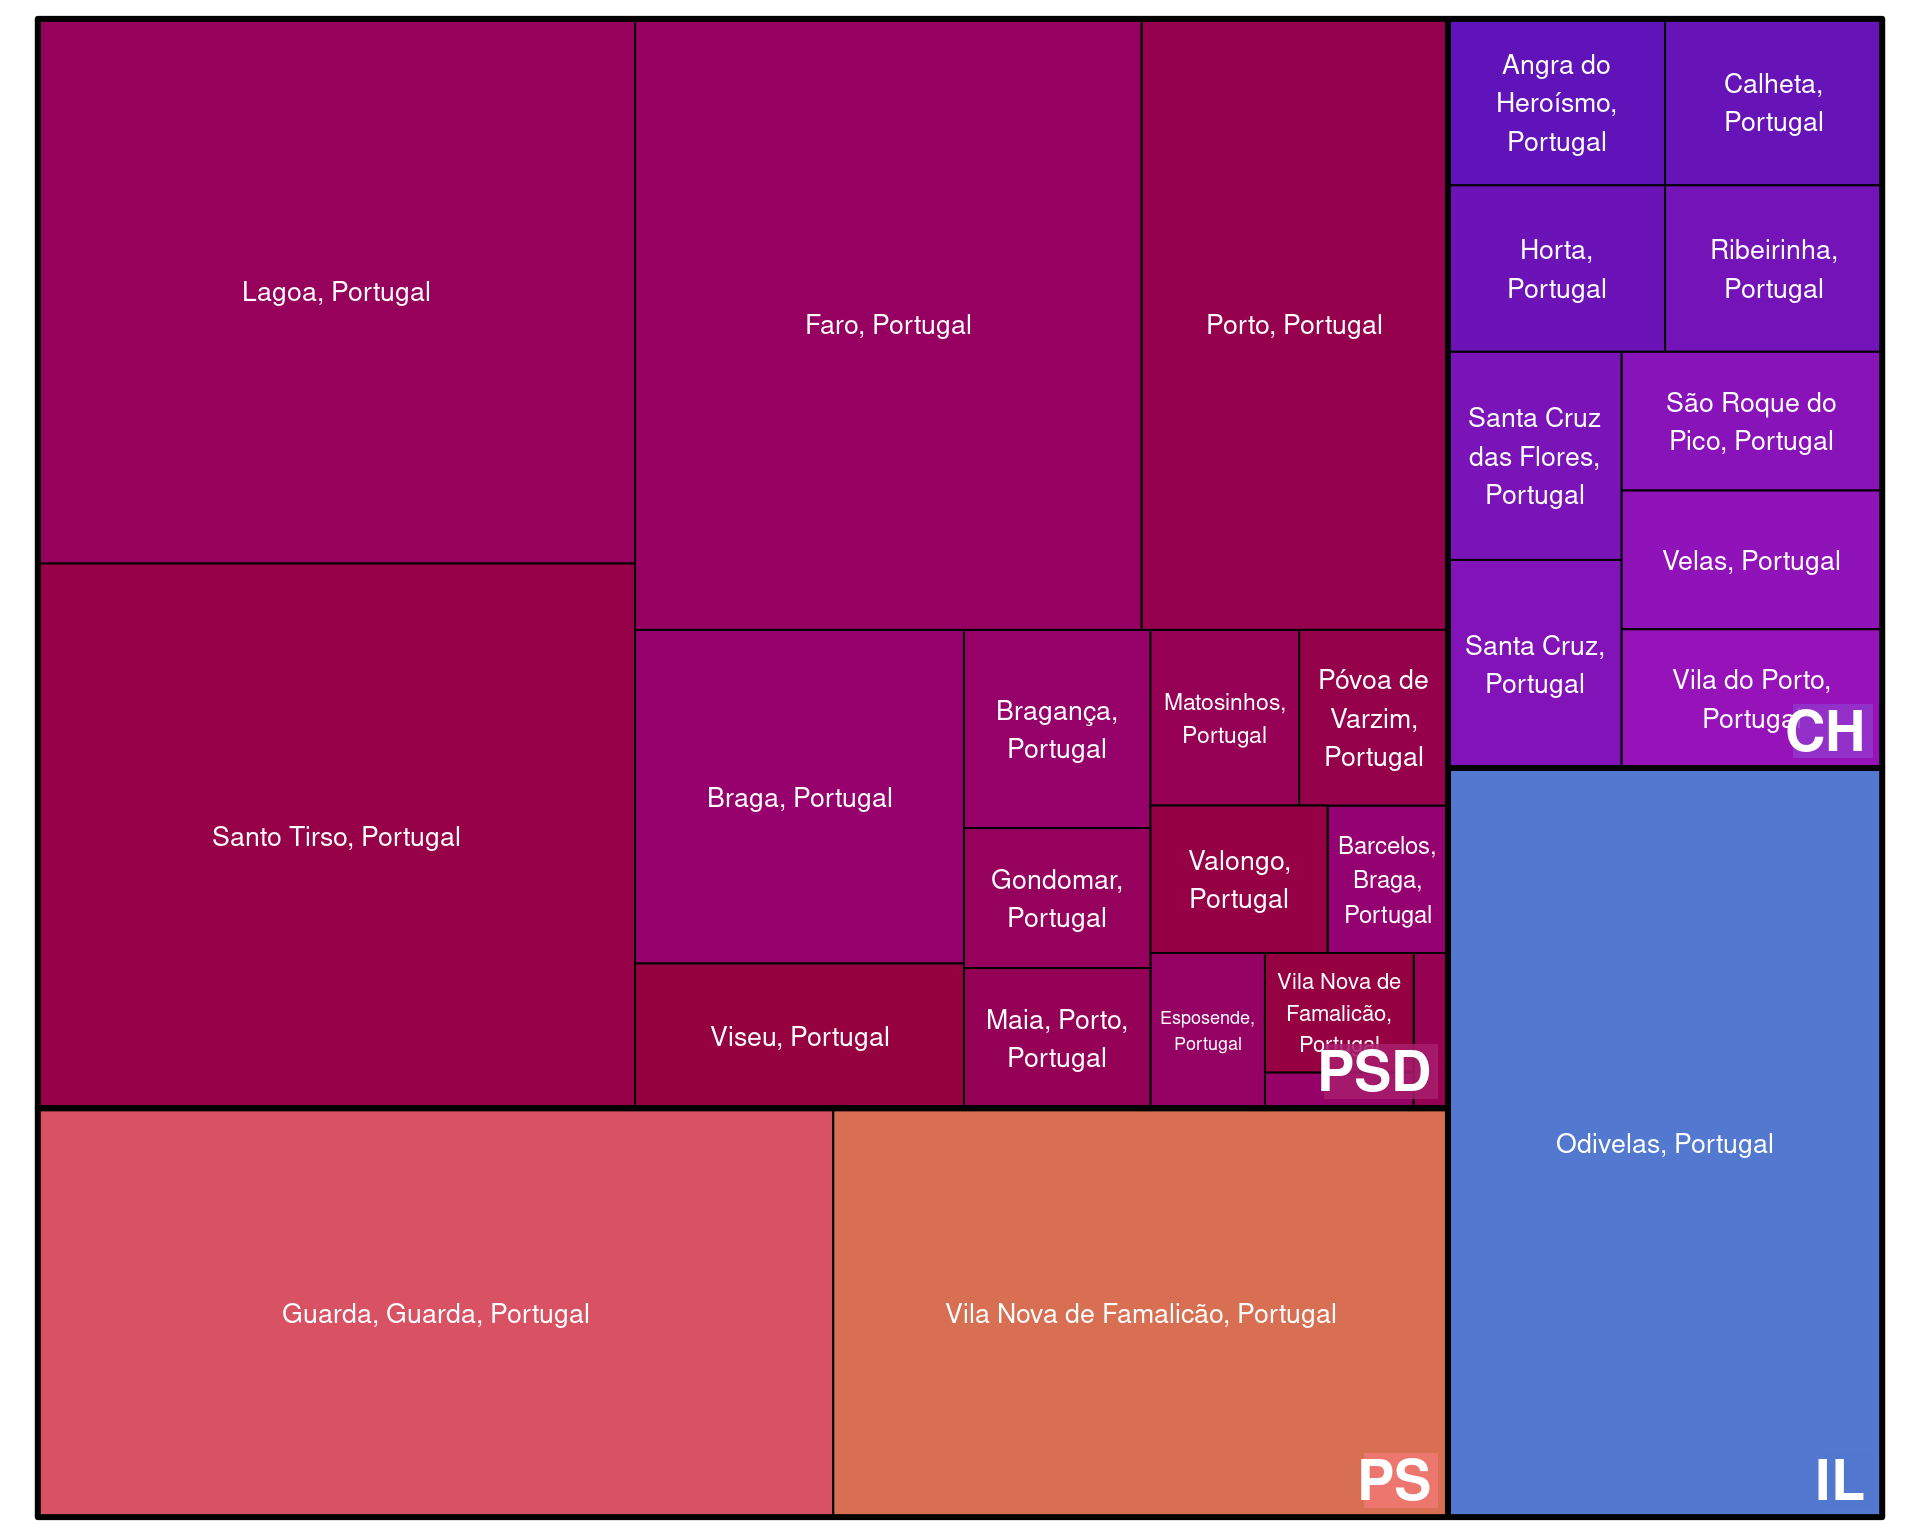 Lagoa, Portugal
Faro, Portugal
Porto, Portugal
Santo Tirso, Portugal
Braga, Portugal
Bragança,
Portugal
Matosinhos,
Portugal
Póvoa de
Varzim,
Portugal
Gondomar,
Portugal
Valongo,
Portugal
Barcelos,
Braga,
Portugal
Viseu, Portugal
Maia, Porto,
Portugal
Esposende,
Portugal
Vila Nova de
Famalicão,
Portugal
PSD
Angra do
Heroísmo,
Portugal
Calheta,
Portugal
Horta,
Portugal
Ribeirinha,
Portugal
Santa Cruz
das Flores,
Portugal
São Roque do
Pico, Portugal
Velas, Portugal
Santa Cruz,
Portugal
Vila do Porto,
Portugal
CH
Guarda, Guarda, Portugal
Vila Nova de Famalicão, Portugal
PS
Odivelas, Portugal
IL